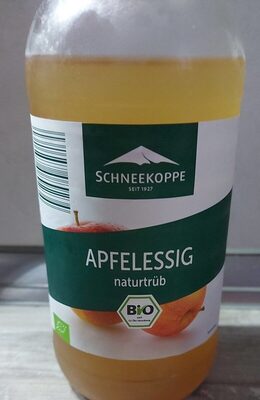 SCHNEEKOPPE
SEIT 1927
APFELESSIG
naturtrüb
BIO